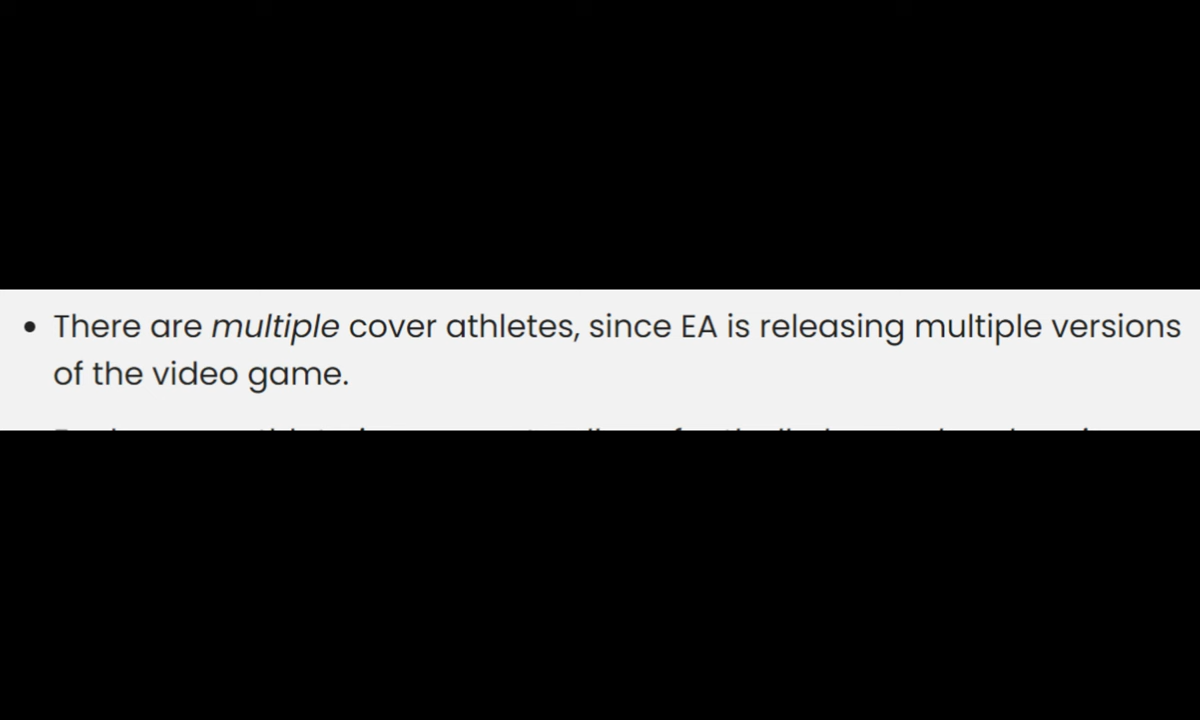 • There are multiple cover athletes, since EA is releasing multiple versions
of the video game.